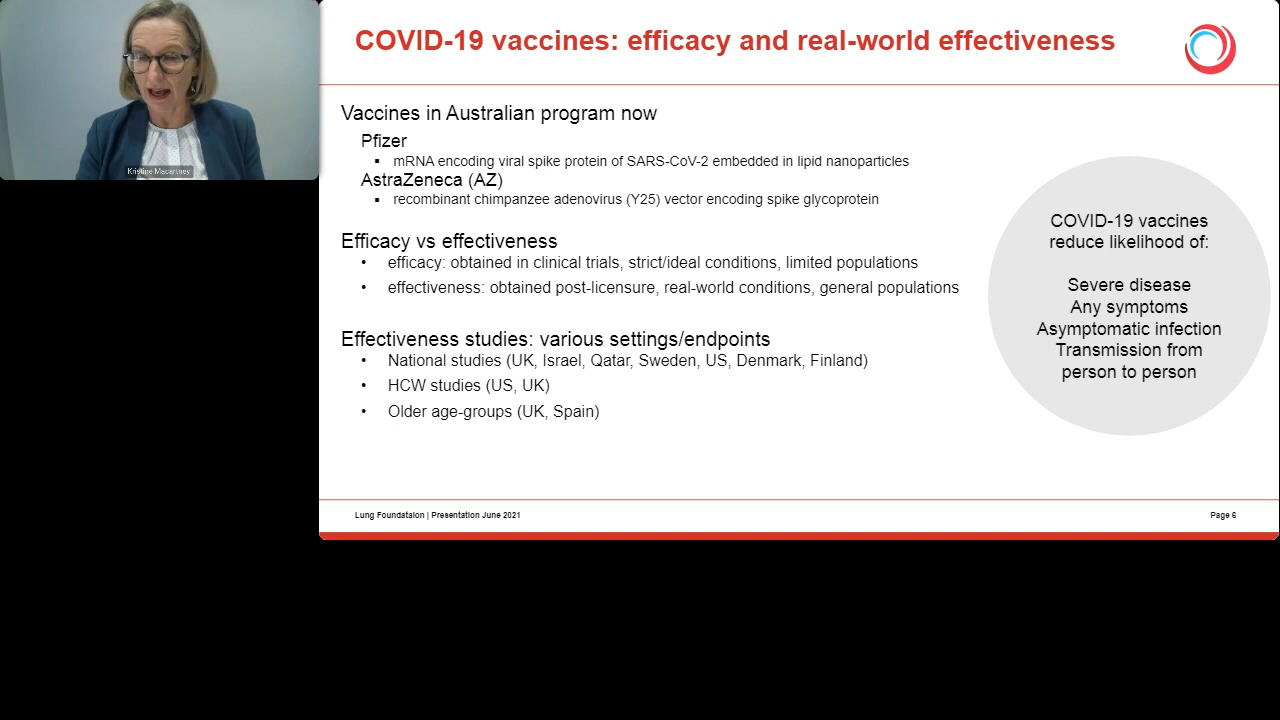 Kristine Macartney
COVID-19 vaccines: efficacy and real-world effectiveness
Vaccines in Australian program now
Pfizer
▪ mRNA encoding viral spike protein of SARS-CoV-2 embedded in lipid nanoparticles
AstraZeneca (AZ)
▪ recombinant chimpanzee adenovirus (Y25) vector encoding spike glycoprotein
Efficacy vs effectiveness
• efficacy: obtained in clinical trials, strict/ideal conditions, limited populations
• effectiveness: obtained post-licensure, real-world conditions, general populations
Effectiveness studies: various settings/endpoints
• National studies (UK, Israel, Qatar, Sweden, US, Denmark, Finland)
• HCW studies (US, UK)
• Older age-groups (UK, Spain)
COVID-19 vaccines
reduce likelihood of:
Severe disease
Any symptoms
Asymptomatic infection
Transmission from
person to person
Lung Foundataion | Presentation June 2021
Page 6